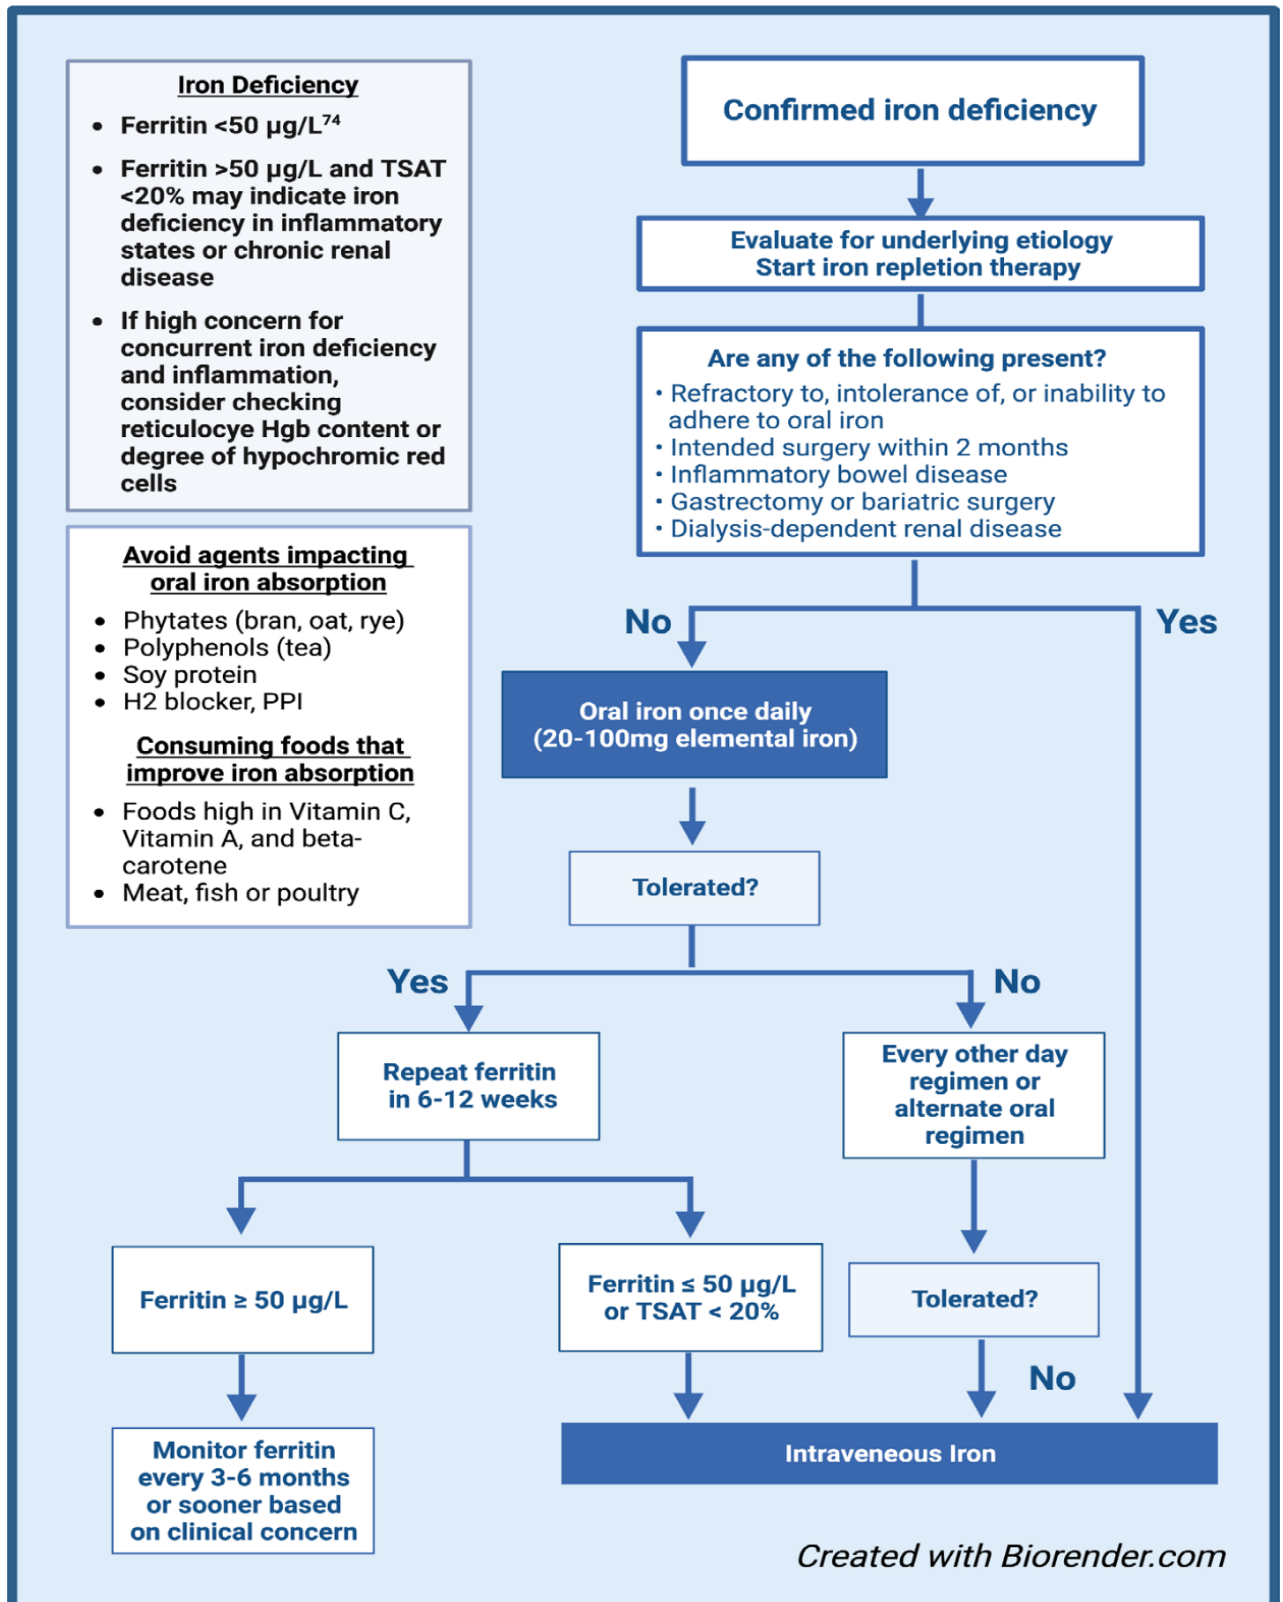 Iron Deficiency
• Ferritin <50 µg/L⁷⁴
• Ferritin >50 µg/L and TSAT
<20% may indicate iron
deficiency in inflammatory
states or chronic renal
disease
• If high concern for
concurrent iron deficiency
and inflammation,
consider checking
reticulocye Hgb content or
degree of hypochromic red
cells
Avoid agents impacting
oral iron absorption
• Phytates (bran, oat, rye)
• Polyphenols (tea)
• Soy protein
• H2 blocker, PPI
Consuming foods that
improve iron absorption
• Foods high in Vitamin C,
Vitamin A, and beta-
carotene
• Meat, fish or poultry
Confirmed iron deficiency
Evaluate for underlying etiology
Start iron repletion therapy
Are any of the following present?
• Refractory to, intolerance of, or inability to
adhere to oral iron
• Intended surgery within 2 months
• Inflammatory bowel disease
• Gastrectomy or bariatric surgery
• Dialysis-dependent renal disease
No
Yes
Oral iron once daily
(20-100mg elemental iron)
Tolerated?
Yes
No
Repeat ferritin
in 6-12 weeks
Every other day
regimen or
alternate oral
regimen
Ferritin ≥ 50 µg/L
Ferritin ≤ 50 µg/L
or TSAT < 20%
Tolerated?
No
Monitor ferritin
every 3-6 months
or sooner based
on clinical concern
Intraveneous Iron
Created with Biorender.com